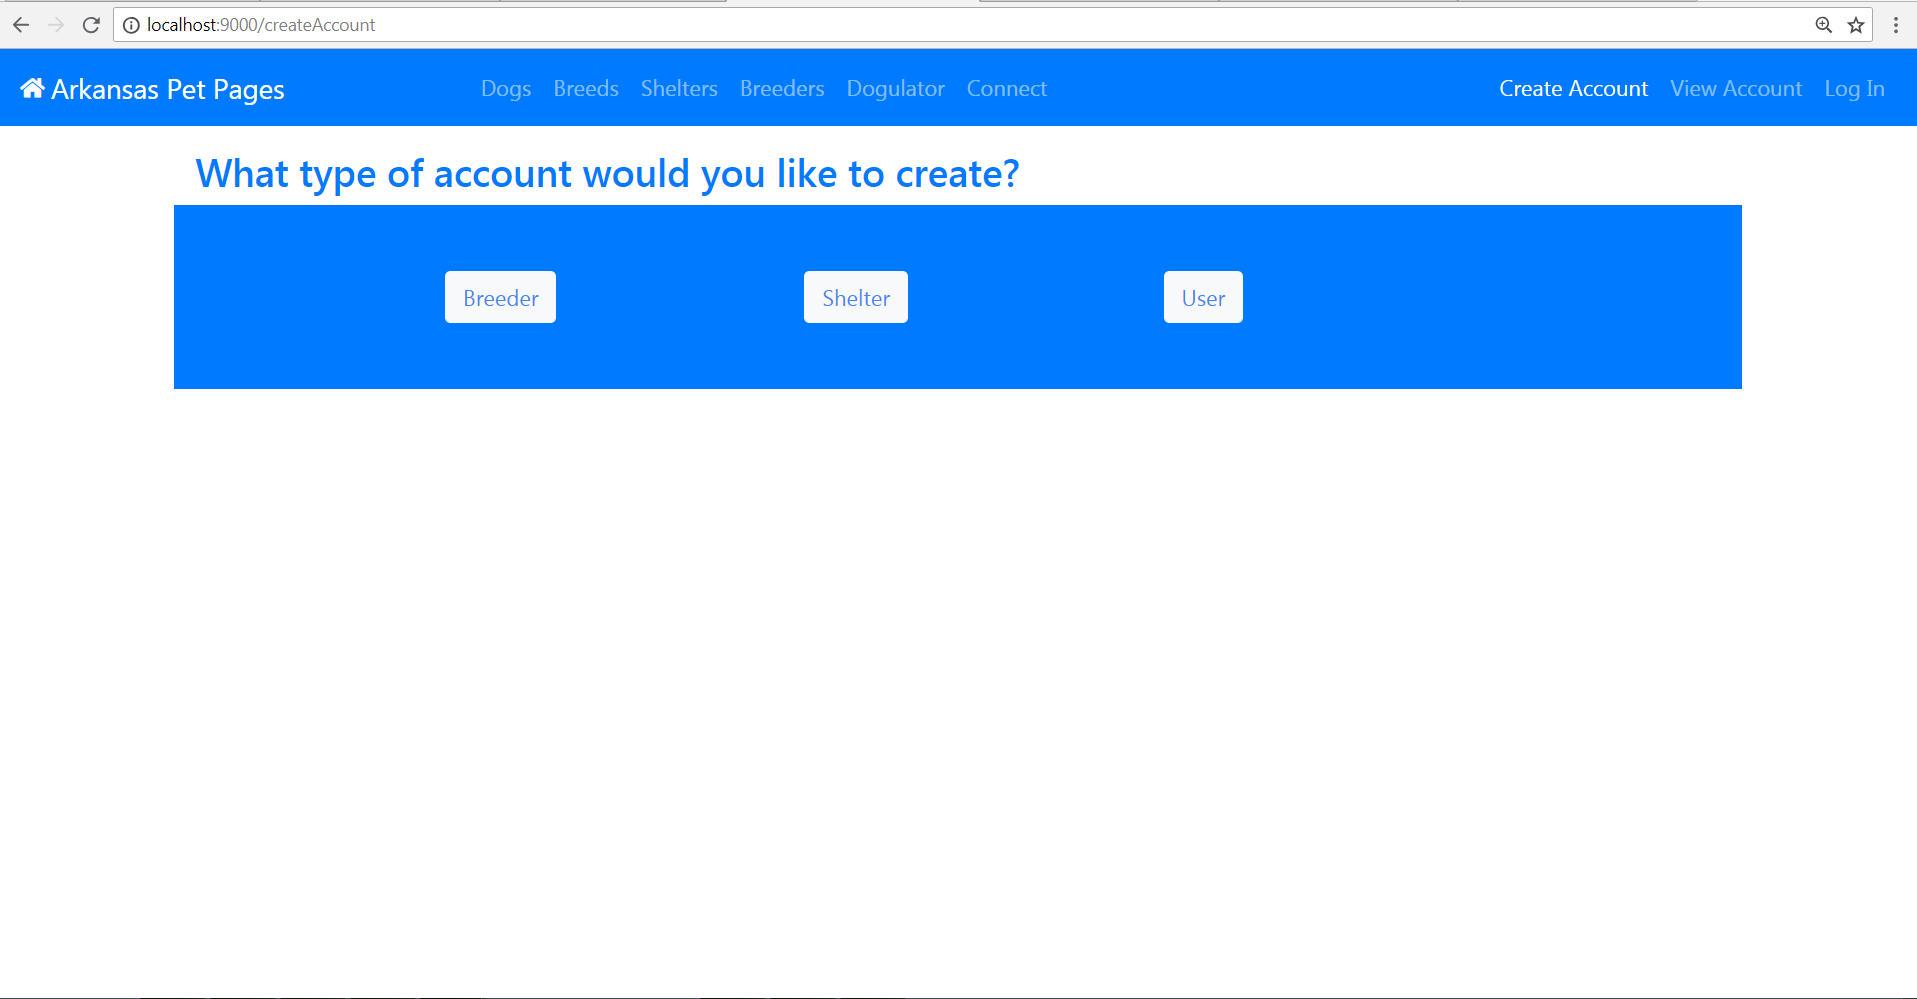 localhost:9000/createAccount
Arkansas Pet Pages Dogs Breeds Shelters Breeders Dogulator Connect Create Account View Account Log In
What type of account would you like to create?
Breeder Shelter User